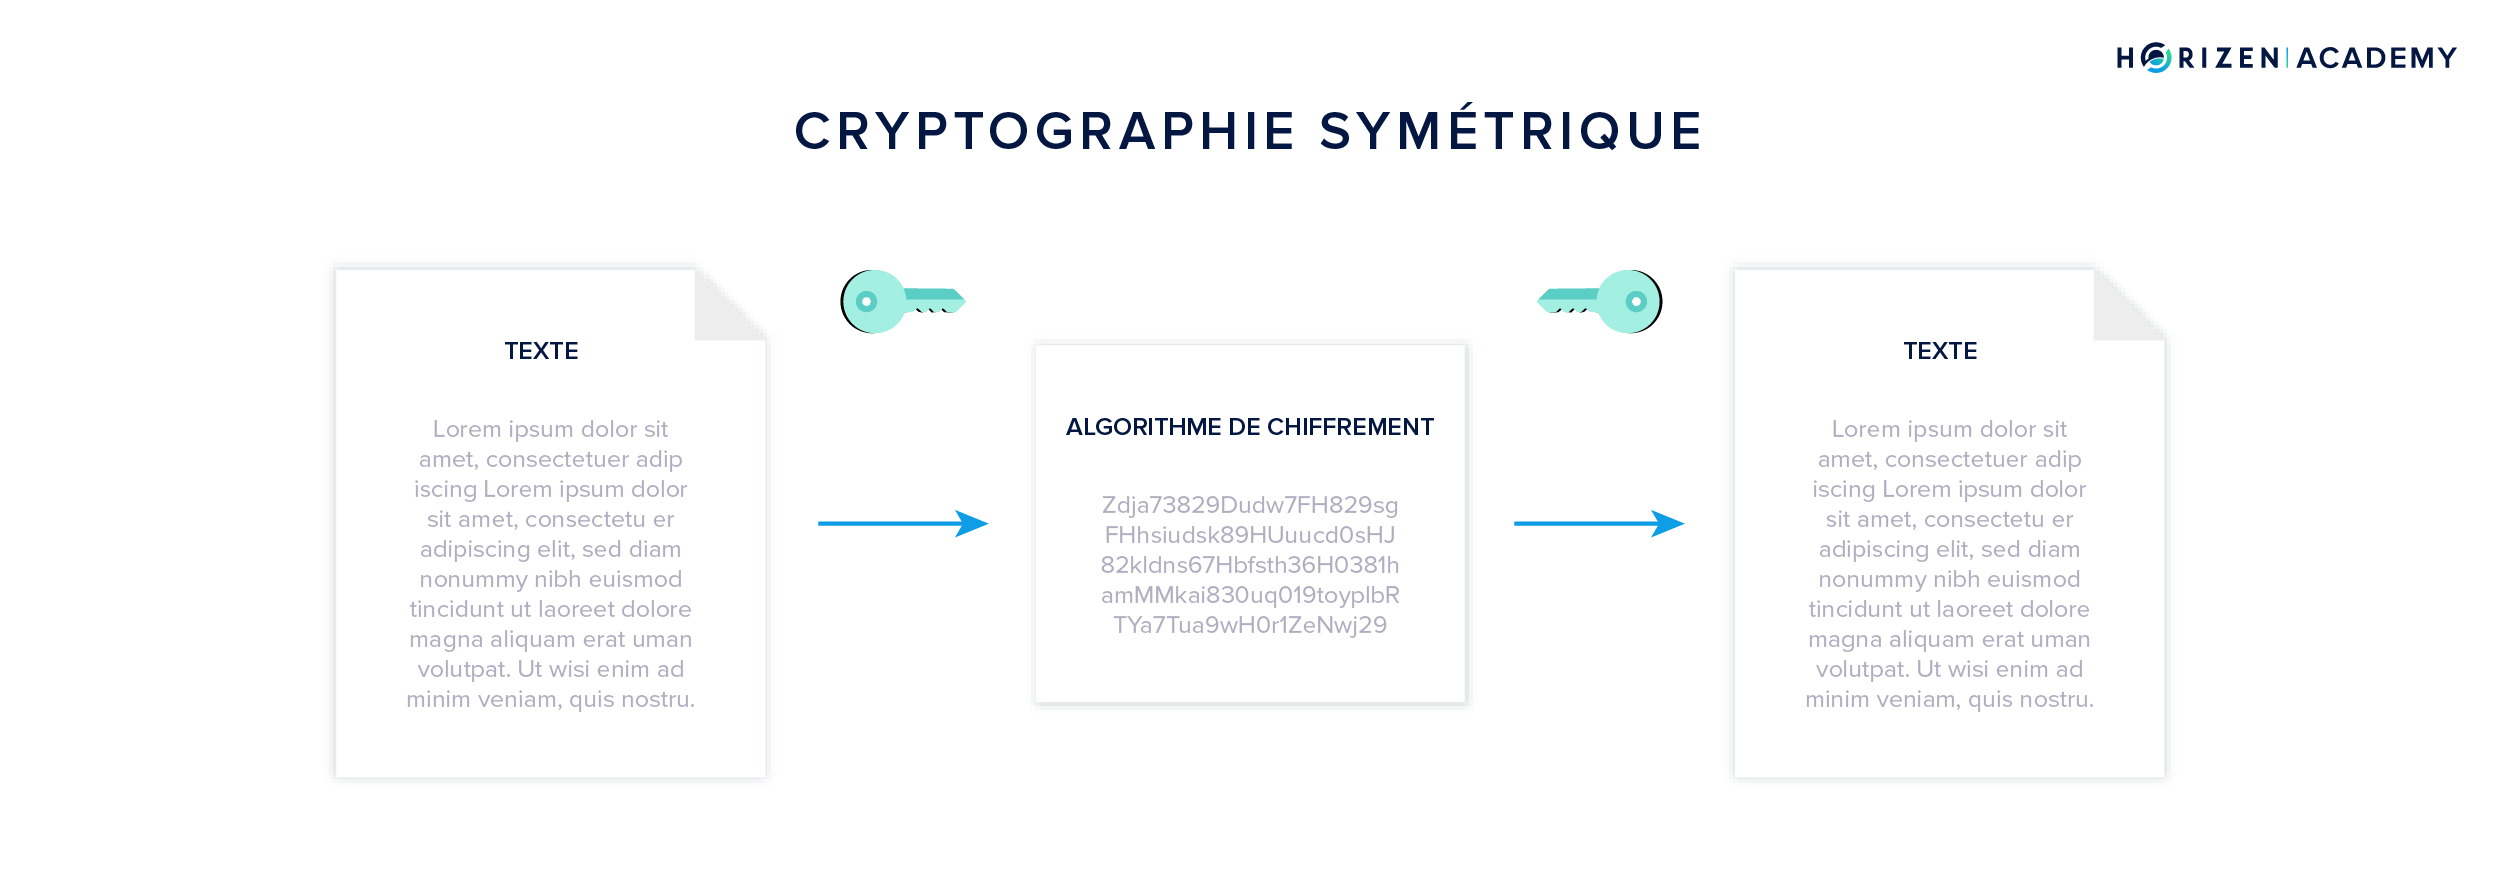 HORIZEN | ACADEMY
CRYPTOGRAPHIE SYMÉTRIQUE
TEXTE
Lorem ipsum dolor sit
amet, consectetuer adip
iscing Lorem ipsum dolor
sit amet, consectetu er
adipiscing elit, sed diam
nonummy nibh euismod
tincidunt ut laoreet dolore
magna aliquam erat uman
volutpat. Ut wisi enim ad
minim veniam, quis nostru.
ALGORITHME DE CHIFFREMENT
Zdja73829Dudw7FH829sg
FHhsiudsk89HUuucd0sHJ
82kldns67Hbfsth36H0381h
amMMkai830uq019toyplbR
TYa7Tua9wH0r1ZeNwj29
TEXTE
Lorem ipsum dolor sit
amet, consectetuer adip
iscing Lorem ipsum dolor
sit amet, consectetu er
adipiscing elit, sed diam
nonummy nibh euismod
tincidunt ut laoreet dolore
magna aliquam erat uman
volutpat. Ut wisi enim ad
minim veniam, quis nostru.